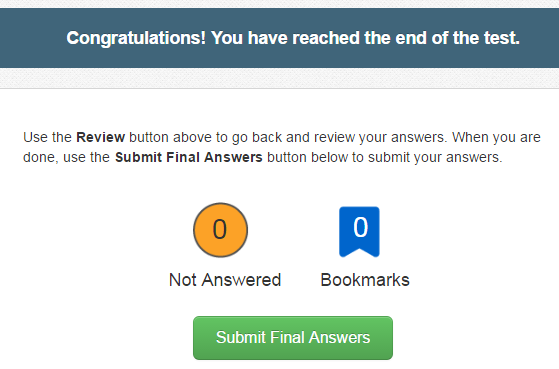 Congratulations! You have reached the end of the test.
Use the Review button above to go back and review your answers. When you are
done, use the Submit Final Answers button below to submit your answers.
0 0
Not Answered Bookmarks
Submit Final Answers